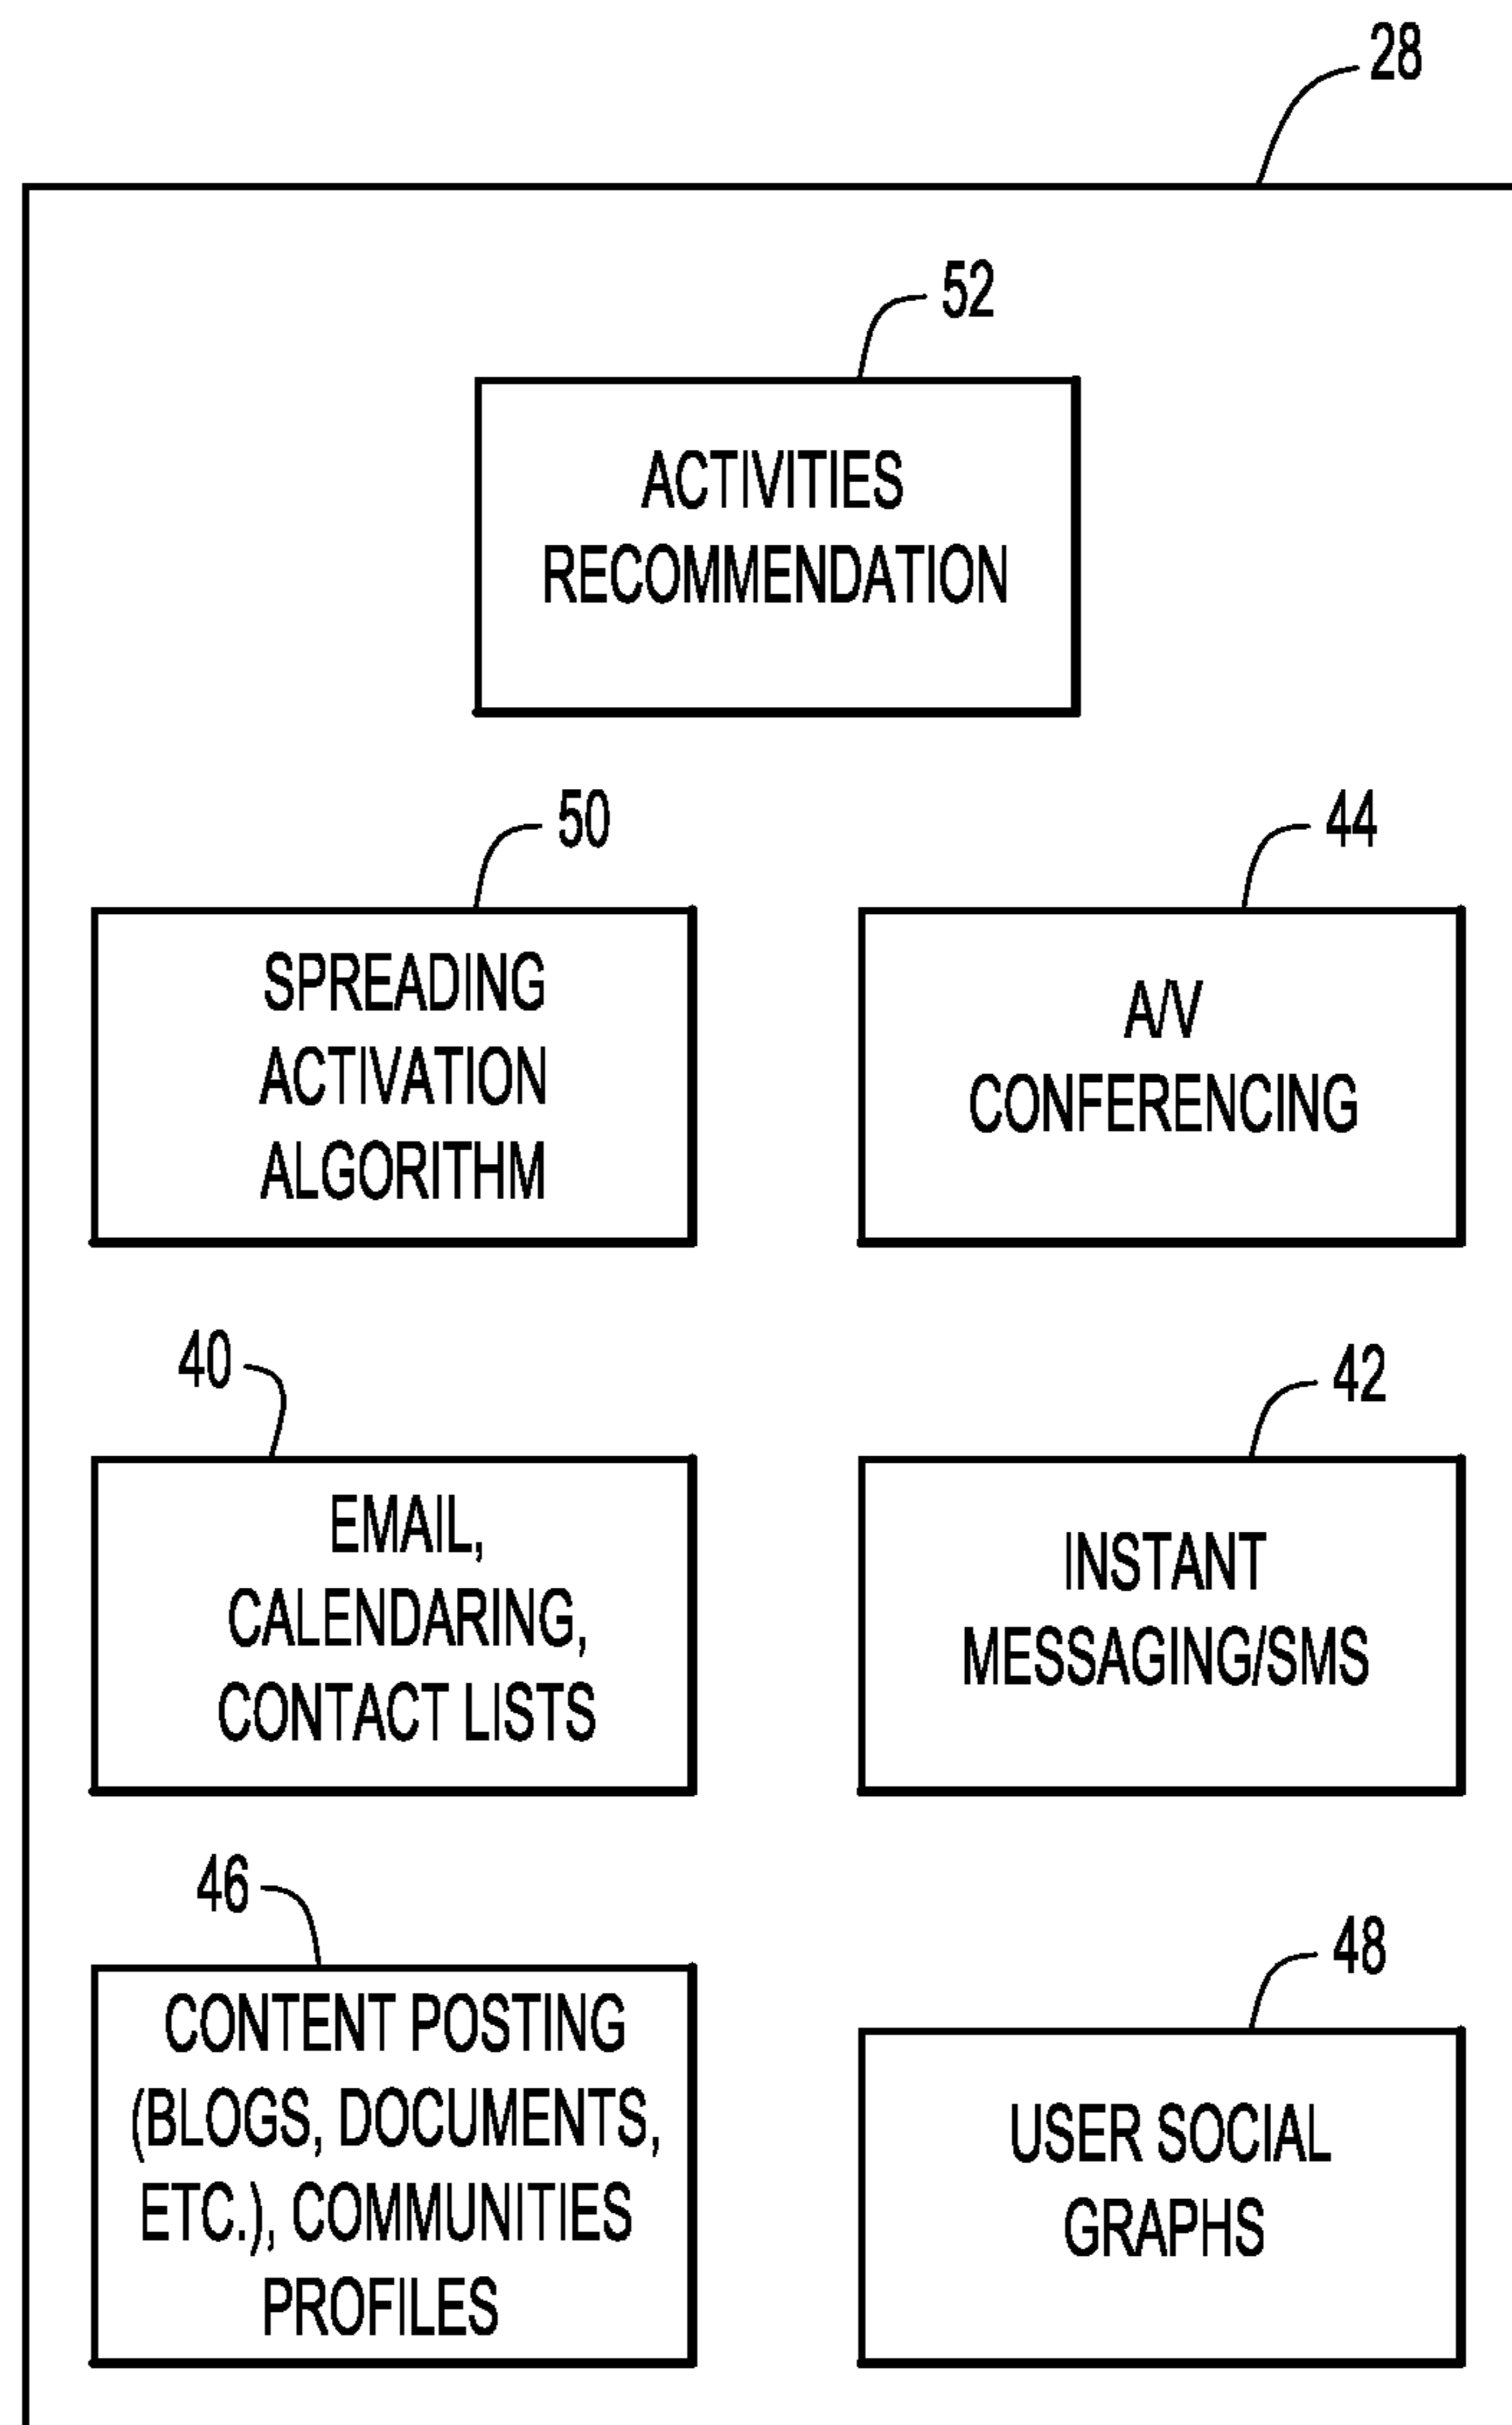 28
52
ACTIVITIES
RECOMMENDATION
50
SPREADING
ACTIVATION
ALGORITHM
44
A/V
CONFERENCING
40
EMAIL,
CALENDARING,
CONTACT LISTS
42
INSTANT
MESSAGING/SMS
46
CONTENT POSTING
(BLOGS, DOCUMENTS,
ETC.), COMMUNITIES
PROFILES
48
USER SOCIAL
GRAPHS